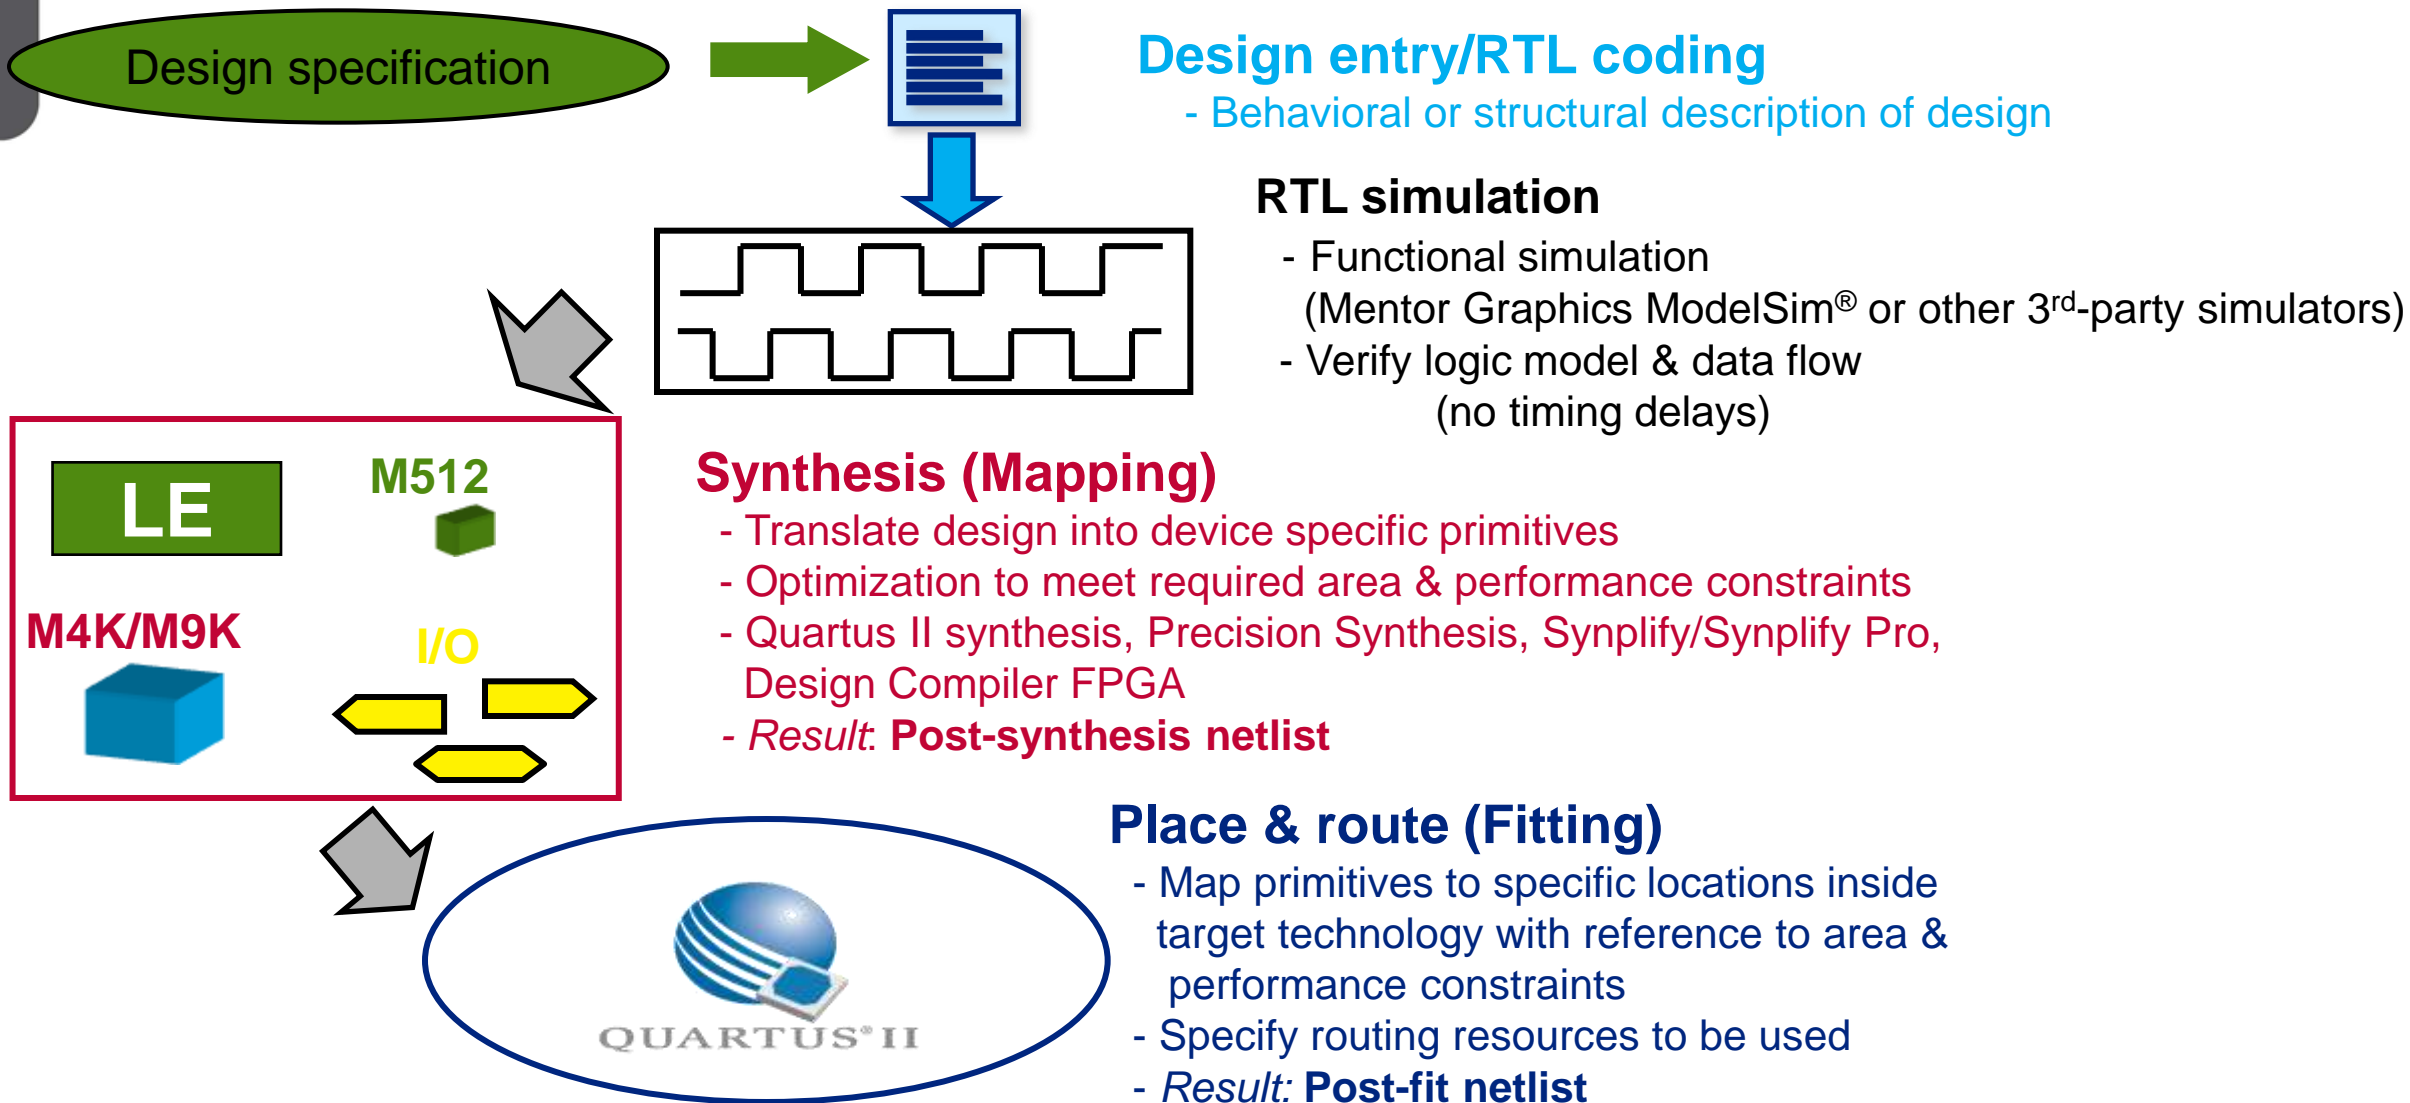 Design specification
Design entry/RTL coding
- Behavioral or structural description of design
RTL simulation
- Functional simulation
(Mentor Graphics ModelSim® or other 3rd-party simulators)
- Verify logic model & data flow
(no timing delays)
LE
M512
M4K/M9K
I/O
Synthesis (Mapping)
- Translate design into device specific primitives
- Optimization to meet required area & performance constraints
- Quartus II synthesis, Precision Synthesis, Synplify/Synplify Pro,
Design Compiler FPGA
- Result: Post-synthesis netlist
Place & route (Fitting)
- Map primitives to specific locations inside
target technology with reference to area &
performance constraints
- Specify routing resources to be used
- Result: Post-fit netlist
QUARTUS® II